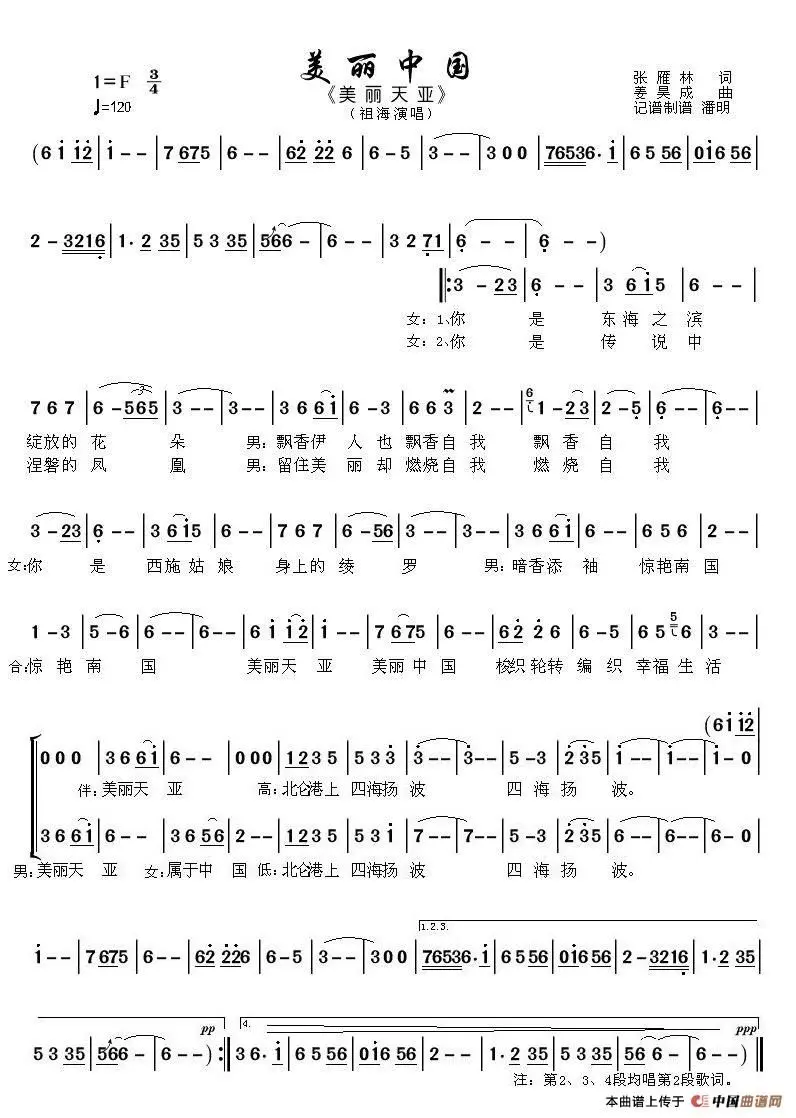 美丽中国
1=F 3/4
《美丽天亚》
张雁林 词
♩=120
(祖海演唱)
姜昊成 曲
记谱制谱 潘明
(6 i i2 | i - - | 7 675 | 6 - - | 62 22 6 | 6 - 5 | 3 - - | 3 0 0 | 76536· i | 6 5 56 | 016 56 |
2 - 3216 | 1· 2 35 | 5 3 35 | 566 - | 6 - - | 3 2 71 | 6 - - | 6 - - )
‖: 3 - 23 | 6 - - | 3 6 i5 | 6 - - |
女: 1、你 是 东海之滨
女: 2、你 是 传说中
7 6 7 | 6 - 565 | 3 - - | 3 - - | 3 6 6i | 6 - 3 | 6 6 3 | 2 - - | 1 - 23 | 2 - 5 | 6 - - | 6 - - |
绽放的花 朵 男: 飘香伊 人也飘香自我 飘香自 我
涅磐的凤 凰 男: 留住美 丽却燃烧自我 燃烧自 我
3 - 23 | 6 - - | 3 6 i5 | 6 - - | 7 6 7 | 6 - 56 | 3 - - | 3 - - | 3 6 6i | 6 - 5 | 6 5 6 | 2 - - |
女: 你 是 西施姑娘 身上的绫 罗 男: 暗香添 袖 惊艳南国
1 - 3 | 5 - 6 | 6 - - | 6 - - | 6 i i2 | i - - | 7 675 | 6 - - | 62 2 6 | 6 - 5 | 6 5 5 | 3 - - |
合: 惊艳南 国 美丽天亚 美丽中国 梭织轮转编织幸福生活
(6 i i2
0 0 0 | 3 6 6i | 6 - - | 0 0 0 | 12 3 5 | 5 3 3 | 3 - - | 3 - - | 5 - 3 | 2 35 | 1 - - | 1 - - | 1 - 0 |
伴: 美丽天 亚 高: 北仑港上 四海扬 波 四海扬 波。
3 6 6i | 6 - - | 3 6 56 | 2 - - | 12 3 5 | 5 3 1 | 7 - - | 7 - - | 5 - 3 | 2 35 | 6 - - | 6 - - | 6 - 0 |
男: 美丽天 亚 女: 属于中 国 低: 北仑港上 四海扬 波 四海扬 波。
1.2.3.
i - - | 7 675 | 6 - - | 62 226 | 6 - 5 | 3 - - | 3 0 0 | 76536· i | 6 5 56 | 016 56 | 2 - 3216 | 1· 2 35 |
pp 4. ppp
5 3 35 | 566 - | 6 - - ) :‖ 3 6· i | 6 5 56 | 016 56 | 2 - - | 1 2 35 | 5 3 35 | 56 6 - | 6 - - ) ‖
注: 第2、3、4段均唱第2段歌词。
本曲谱上传于 中国曲谱网